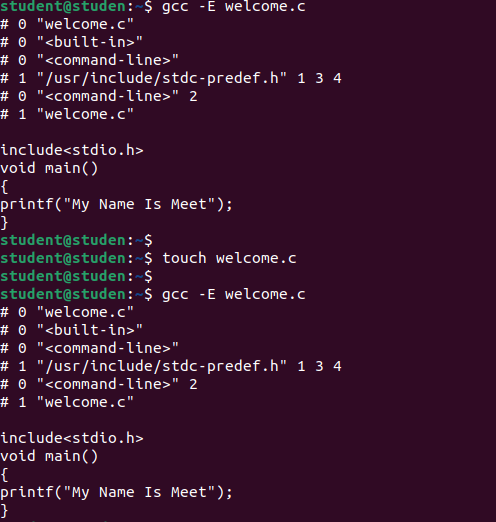 student@studen:~$ gcc -E welcome.c
# 0 "welcome.c"
# 0 "<built-in>"
# 0 "<command-line>"
# 1 "/usr/include/stdc-predef.h" 1 3 4
# 0 "<command-line>" 2
# 1 "welcome.c"
include<stdio.h>
void main()
{
printf("My Name Is Meet");
}
student@studen:~$
student@studen:~$ touch welcome.c
student@studen:~$
student@studen:~$ gcc -E welcome.c
# 0 "welcome.c"
# 0 "<built-in>"
# 0 "<command-line>"
# 1 "/usr/include/stdc-predef.h" 1 3 4
# 0 "<command-line>" 2
# 1 "welcome.c"
include<stdio.h>
void main()
{
printf("My Name Is Meet");
}